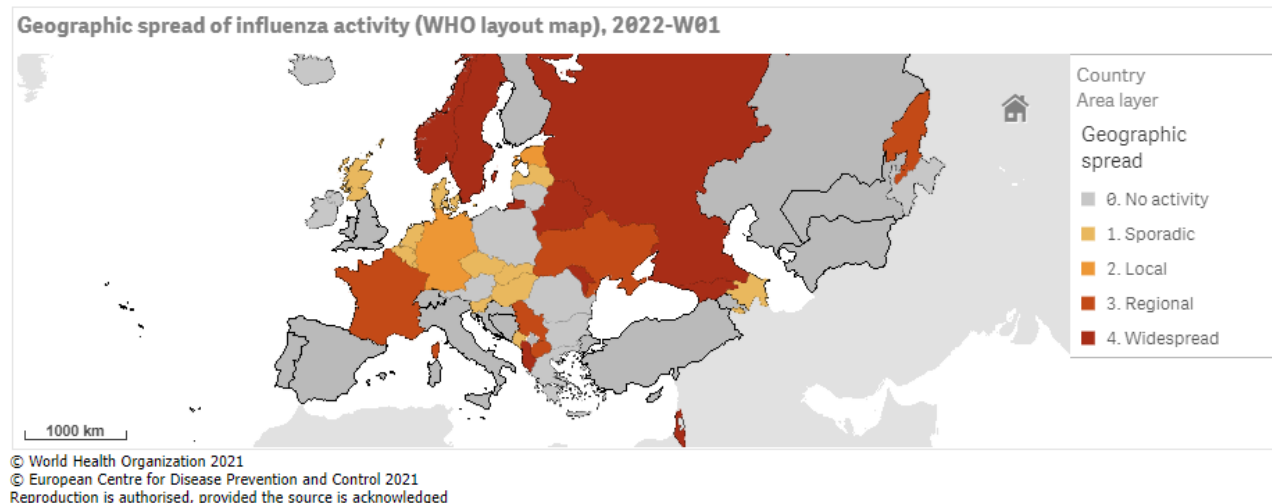 Geographic spread of influenza activity (WHO layout map), 2022-W01
Country
Area layer
Geographic
spread
0. No activity
1. Sporadic
2. Local
3. Regional
4. Widespread
1000 km
© World Health Organization 2021
© European Centre for Disease Prevention and Control 2021
Reproduction is authorised, provided the source is acknowledged